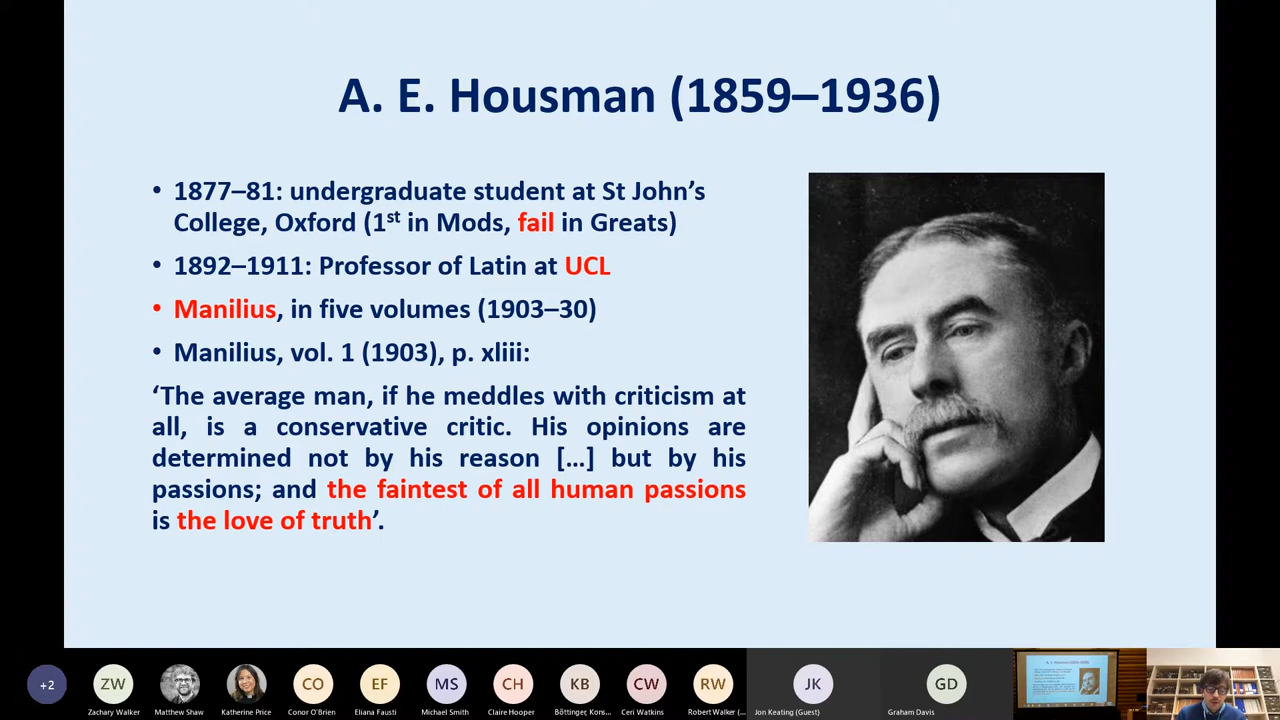 A. E. Housman (1859–1936)
• 1877–81: undergraduate student at St John’s
College, Oxford (1st in Mods, fail in Greats)
• 1892–1911: Professor of Latin at UCL
• Manilius, in five volumes (1903–30)
• Manilius, vol. 1 (1903), p. xliii:
‘The average man, if he meddles with criticism at
all, is a conservative critic. His opinions are
determined not by his reason […] but by his
passions; and the faintest of all human passions
is the love of truth’.
+2
ZW
CO
EF
MS
CH
KB
CW
RW
JK
GD
Zachary Walker
Matthew Shaw
Katherine Price
Conor O'Brien
Eliana Fausti
Michael Smith
Claire Hooper
Böttinger, Kons...
Ceri Watkins
Robert Walker (...
Jon Keating (Guest)
Graham Davis
A. E. Housman (1859–1936)